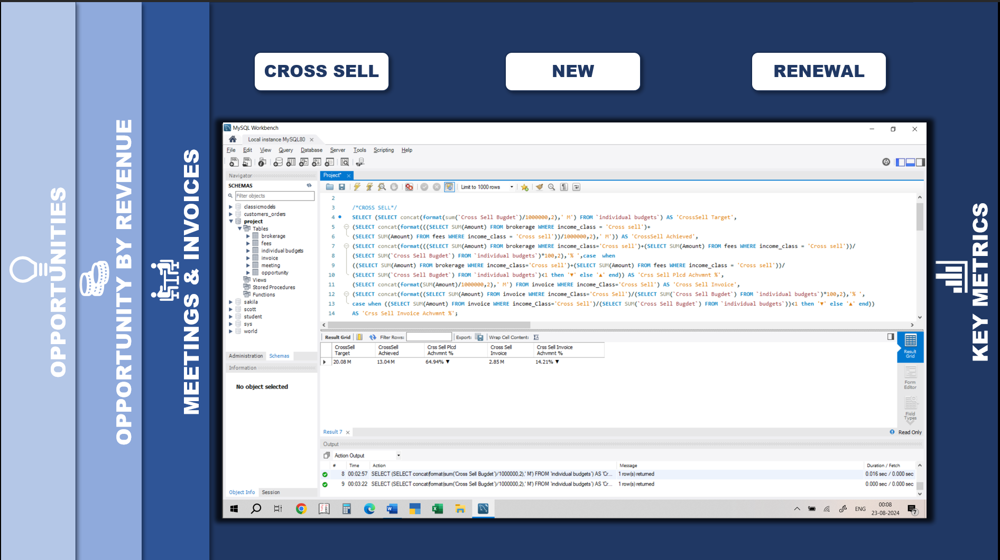 OPPORTUNITIES
OPPORTUNITY BY REVENUE
MEETINGS & INVOICES
CROSS SELL
NEW
RENEWAL
KEY METRICS
MySQL Workbench
Local instance MySQL80
File Edit View Query Database Server Tools Scripting Help
Navigator
SCHEMAS
Filter objects
classicmodels
customers_orders
project
Tables
brokerage
fees
individual budgets
invoice
meeting
opportunity
Views
Stored Procedures
Functions
sakila
scott
student
sys
world
Administration Schemas
Information
No object selected
Object Info Session
Project*
Limit to 1000 rows
2
3 /*CROSS SELL*/
4 SELECT (SELECT concat(format(sum(`Cross Sell Bugdet`)/1000000,2),' M') FROM `individual budgets`) AS 'CrossSell Target',
5 (SELECT concat(format(((SELECT SUM(Amount) FROM brokerage WHERE income_class = 'Cross sell')+
6 (SELECT SUM(Amount) FROM fees WHERE income_class = 'Cross sell'))/1000000,2),' M')) AS 'CrossSell Achieved',
7 (SELECT concat(format(((SELECT SUM(Amount) FROM brokerage WHERE income_class='Cross sell')+(SELECT SUM(Amount) FROM fees WHERE income_class = 'Cross sell'))/
8 (SELECT SUM(`Cross Sell Bugdet`) FROM `individual budgets`)*100,2),'% ',case when
9 ((SELECT SUM(Amount) FROM brokerage WHERE income_class='Cross sell')+(SELECT SUM(Amount) FROM fees WHERE income_class = 'Cross sell'))/
10 (SELECT SUM(`Cross Sell Bugdet`) FROM `individual budgets`)<1 then '▼' else '▲' end)) AS 'Crss Sell Plcd Achvmnt %',
11 (SELECT concat(format(SUM(Amount)/1000000,2),' M') FROM invoice WHERE income_Class='Cross Sell') AS 'Cross Sell Invoice',
12 (SELECT concat(format((SELECT SUM(Amount) FROM invoice WHERE income_Class='Cross Sell')/(SELECT SUM(`Cross Sell Bugdet`) FROM `individual budgets`)*100,2),'% ',
13 case when ((SELECT SUM(Amount) FROM invoice WHERE income_Class='Cross Sell')/(SELECT SUM(`Cross Sell Bugdet`) FROM `individual budgets`))<1 then '▼' else '▲' end))
14 AS 'Crss Sell Invoice Achvmnt %';
Result Grid Filter Rows: Export: Wrap Cell Content:
CrossSell Target CrossSell Achieved Crss Sell Plcd Achvmnt % Cross Sell Invoice Crss Sell Invoice Achvmnt %
20.08 M 13.04 M 64.94% ▼ 2.85 M 14.21% ▼
Result Grid
Form Editor
Field Types
Result 7
Read Only
Output
Action Output
# Time Action Message Duration / Fetch
8 00:02:57 SELECT (SELECT concat(format(sum(`Cross Sell Bugdet`)/1000000,2),' M') FROM `individual budgets`) AS 'Cr... 1 row(s) returned 0.016 sec / 0.000 sec
9 00:03:22 SELECT (SELECT concat(format(sum(`Cross Sell Bugdet`)/1000000,2),' M') FROM `individual budgets`) AS 'Cr... 1 row(s) returned 0.000 sec / 0.000 sec
ENG
00:08
23-08-2024
7